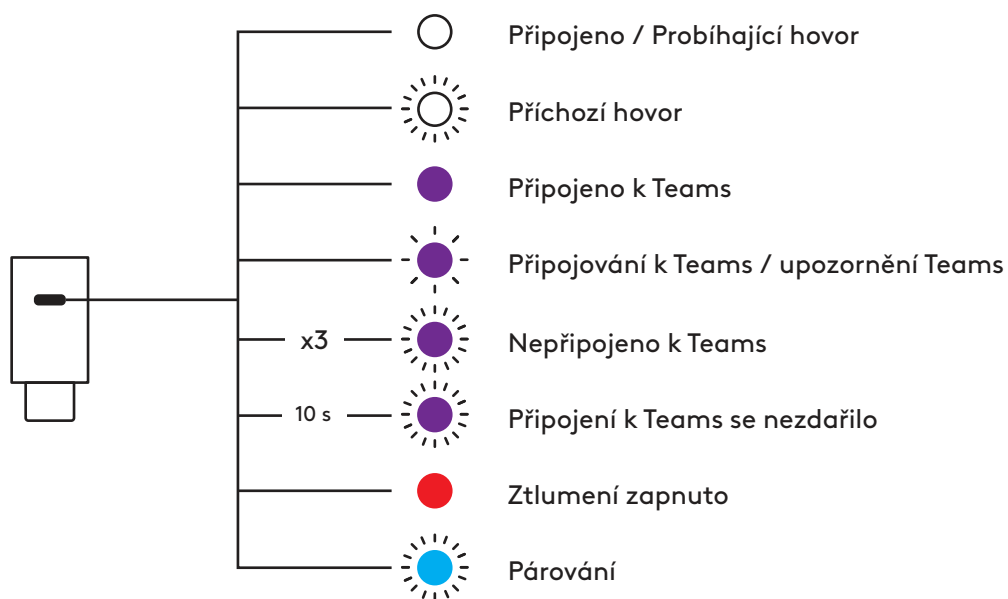 Připojeno / Probíhající hovor
Příchozí hovor
Připojeno k Teams
Připojování k Teams / upozornění Teams
x3 Nepřipojeno k Teams
10 s Připojení k Teams se nezdařilo
Ztlumení zapnuto
Párování